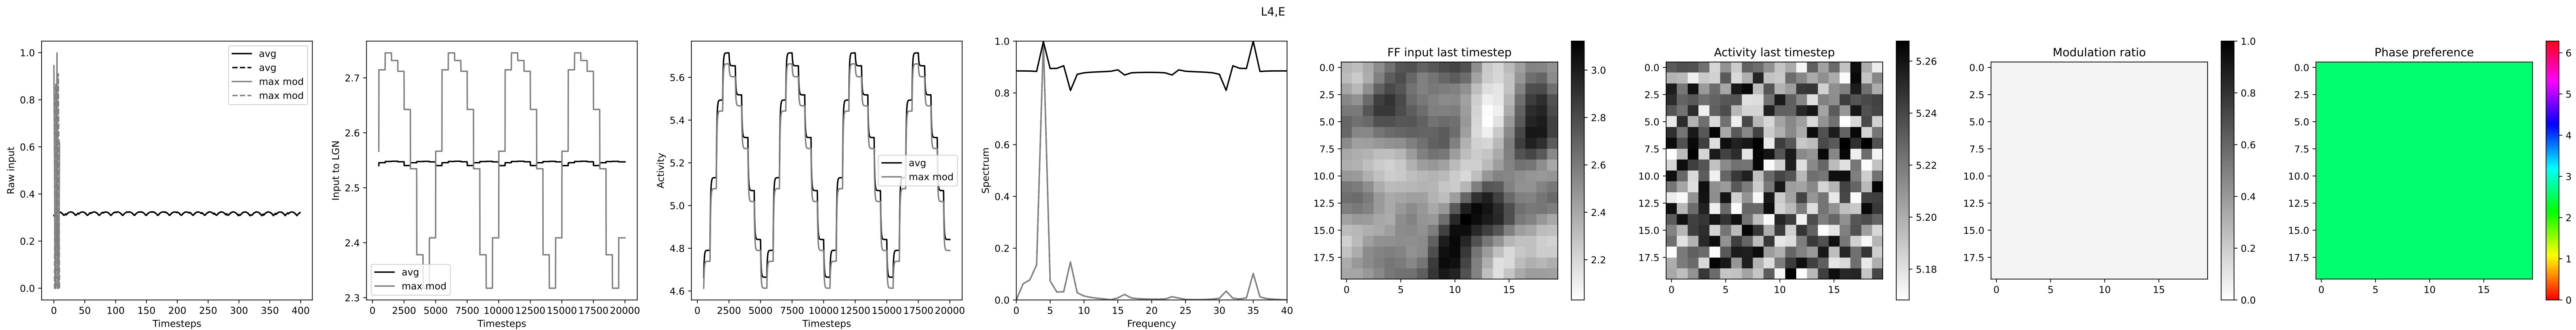 L4,E
Raw input
1.0
0.8
0.6
0.4
0.2
0.0
avg
avg
max mod
max mod
0 50 100 150 200 250 300 350 400
Timesteps
Input to LGN
2.7
2.6
2.5
2.4
2.3
avg
max mod
0 2500 5000 7500 10000 12500 15000 17500 20000
Timesteps
Activity
5.6
5.4
5.2
5.0
4.8
4.6
avg
max mod
0 2500 5000 7500 10000 12500 15000 17500 20000
Timesteps
Spectrum
1.0
0.8
0.6
0.4
0.2
0.0
0 5 10 15 20 25 30 35 40
Frequency
FF input last timestep
0.0
2.5
5.0
7.5
10.0
12.5
15.0
17.5
0 5 10 15
3.0
2.8
2.6
2.4
2.2
Activity last timestep
0.0
2.5
5.0
7.5
10.0
12.5
15.0
17.5
0 5 10 15
5.26
5.24
5.22
5.20
5.18
Modulation ratio
0.0
2.5
5.0
7.5
10.0
12.5
15.0
17.5
0 5 10 15
1.0
0.8
0.6
0.4
0.2
0.0
Phase preference
0.0
2.5
5.0
7.5
10.0
12.5
15.0
17.5
0 5 10 15
6
5
4
3
2
1
0